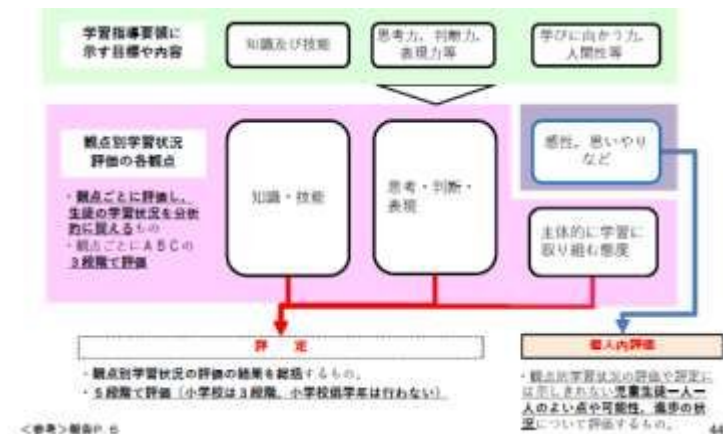 学習指導要領に
示す目標や内容
知識及び技能
思考力，判断力，
表現力等
学びに向かう力，
人間性等
観点別学習状況
評価の各観点
・観点ごとに評価し，
生徒の学習状況を分析
的に捉えるもの
・観点ごとにＡＢＣの
３段階で評価
知識・技能
思考・判断・
表現
感性，思いやり
など
主体的に学習に
取り組む態度
評　定
・観点別学習状況の評価の結果を総括するもの。
・５段階で評価（小学校は３段階。小学校低学年は行わない）
個人内評価
・観点別学習状況の評価や評定に
は示しきれない児童生徒一人一
人のよい点や可能性，進歩の状
況について評価するもの。
＜参考＞報告P.6
44